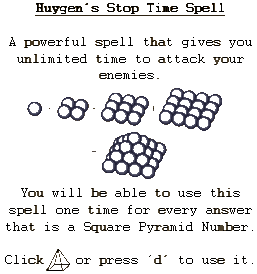 Huygen's Stop Time Spell
A powerful spell that gives you
unlimited time to attack your
enemies.
You will be able to use this
spell one time for every answer
that is a Square Pyramid Number.
Click or press 'd' to use it.